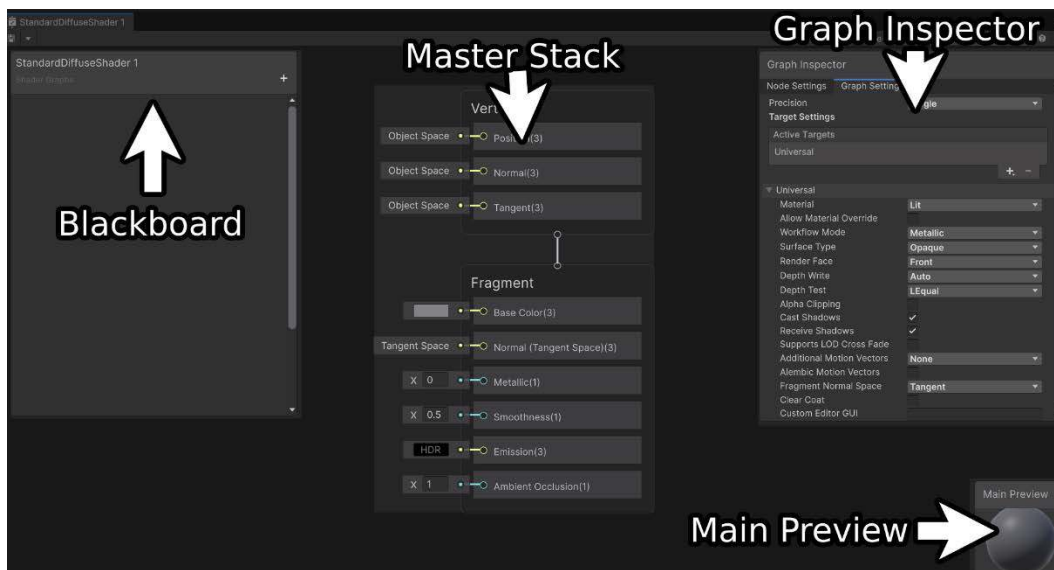 StandardDiffuseShader 1
StandardDiffuseShader 1
Shader Graphs
Blackboard
Master Stack
Object Space
Position(3)
Object Space
Normal(3)
Object Space
Tangent(3)
Fragment
Base Color(3)
Tangent Space
Normal (Tangent Space)(3)
X 0
Metallic(1)
X 0.5
Smoothness(1)
HDR
Emission(3)
X 1
Ambient Occlusion(1)
Graph Inspector
Graph Inspector
Node Settings Graph Setting
Precision
Target Settings
Active Targets
Universal
Universal
Material Lit
Allow Material Override
Workflow Mode Metallic
Surface Type Opaque
Render Face Front
Depth Write Auto
Depth Test LEqual
Alpha Clipping
Cast Shadows
Receive Shadows
Supports LOD Cross Fade
Additional Motion Vectors None
Alembic Motion Vectors
Fragment Normal Space Tangent
Clear Coat
Custom Editor GUI
Main Preview
Main Preview